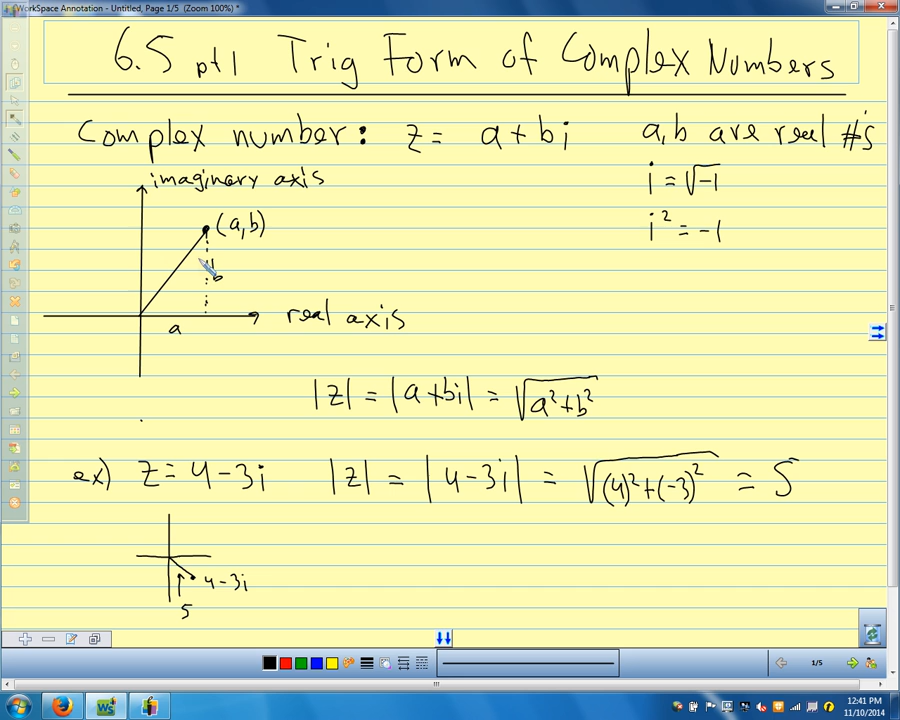 WorkSpace Annotation - Untitled, Page 1/5 (Zoom 100%) *
6.5 pt1 Trig Form of Complex Numbers
Complex number: z = a + bi a,b are real #'s
i = √-1
i² = -1
imaginary axis
(a,b)
b
real axis
a
|z| = |a + bi| = √a² + b²
ex) z = 4 - 3i |z| = |4 - 3i| = √(4)² + (-3)² = 5
4 - 3i
5
1/5
12:41 PM
11/10/2014